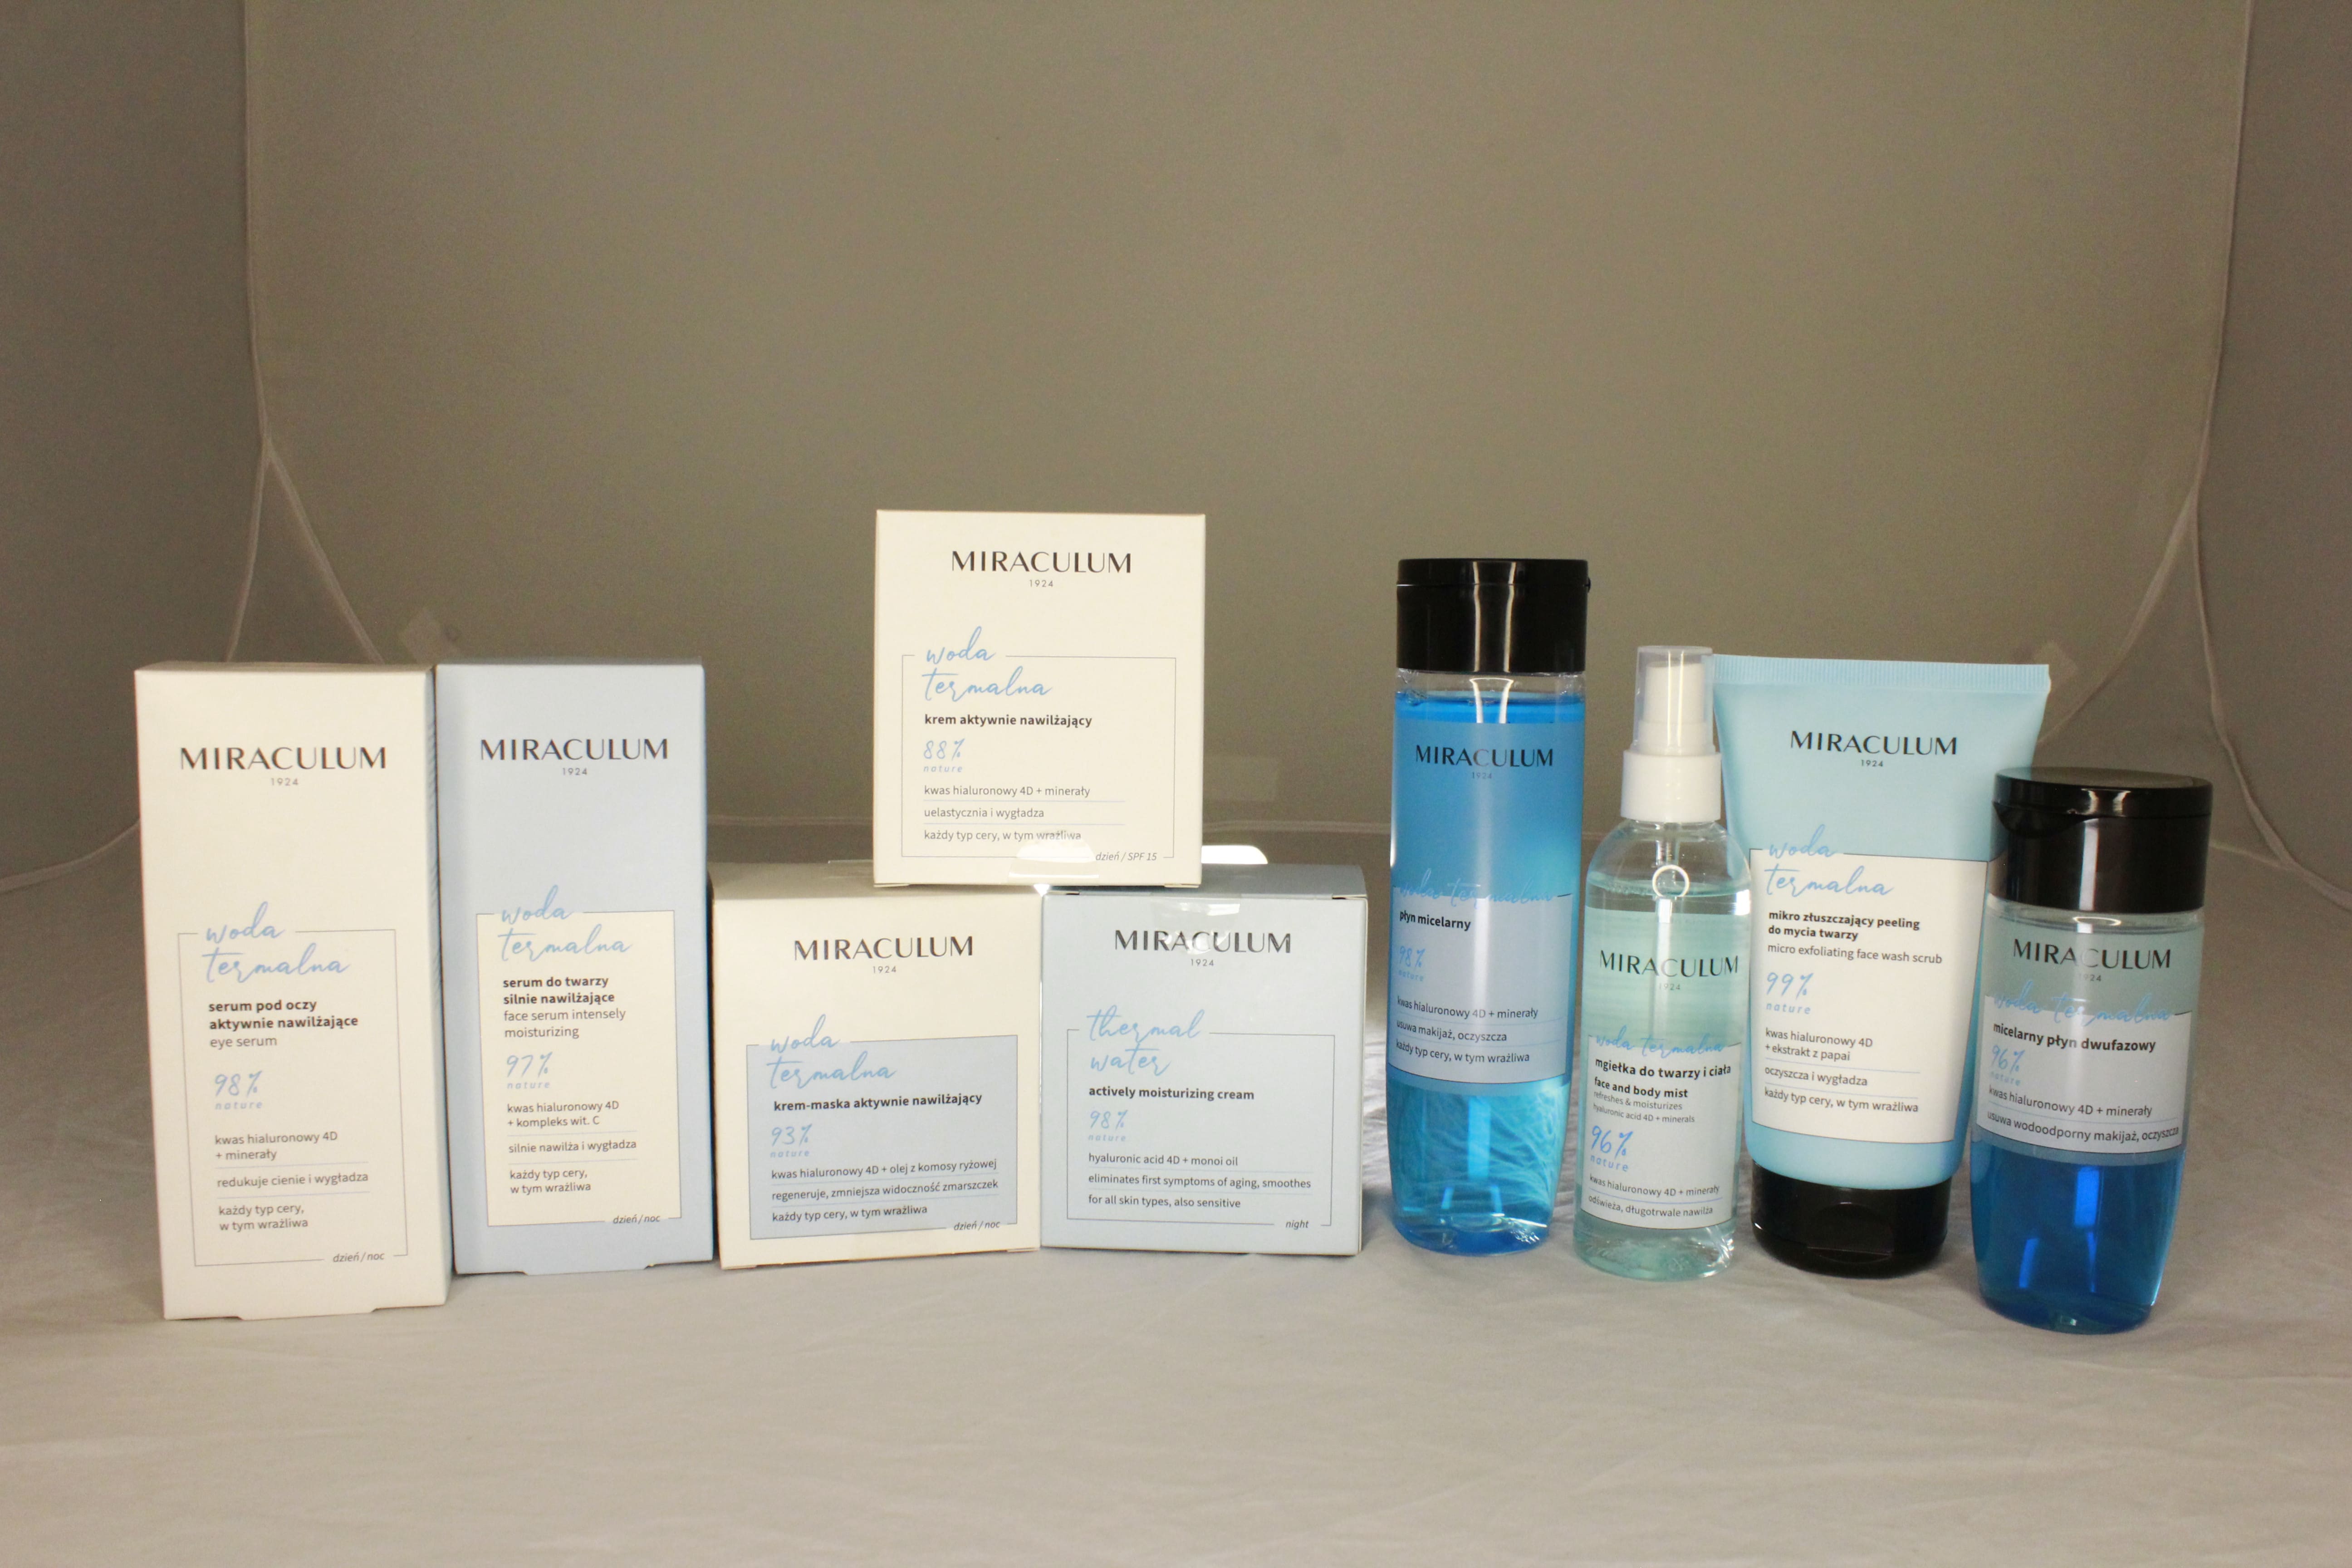 MIRACULUM
1924
woda
termalna
serum pod oczy
aktywnie nawilżające
eye serum
98%
nature
kwas hialuronowy 4D
+ minerały
redukuje cienie i wygładza
każdy typ cery,
w tym wrażliwa
dzień / noc
MIRACULUM
1924
woda
termalna
serum do twarzy
silnie nawilżające
face serum intensely
moisturizing
97%
nature
kwas hialuronowy 4D
+ kompleks wit. C
silnie nawilża i wygładza
każdy typ cery,
w tym wrażliwa
dzień / noc
MIRACULUM
1924
woda
termalna
krem aktywnie nawilżający
88%
nature
kwas hialuronowy 4D + minerały
uelastycznia i wygładza
każdy typ cery, w tym wrażliwa
dzień / SPF 15
MIRACULUM
1924
woda
termalna
krem-maska aktywnie nawilżający
93%
nature
kwas hialuronowy 4D + olej z komosy ryżowej
regeneruje, zmniejsza widoczność zmarszczek
każdy typ cery, w tym wrażliwa
dzień / noc
MIRACULUM
1924
thermal
water
actively moisturizing cream
98%
nature
hyaluronic acid 4D + monoi oil
eliminates first symptoms of aging, smoothes
for all skin types, also sensitive
night
MIRACULUM
1924
woda termalna
płyn micelarny
98%
nature
kwas hialuronowy 4D + minerały
usuwa makijaż, oczyszcza
każdy typ cery, w tym wrażliwa
MIRACULUM
1924
woda termalna
mgiełka do twarzy i ciała
face and body mist
refreshes & moisturizes
hyaluronic acid 4D + minerals
96%
nature
kwas hialuronowy 4D + minerały
odświeża, długotrwale nawilża
MIRACULUM
1924
woda
termalna
mikro złuszczający peeling
do mycia twarzy
micro exfoliating face wash scrub
99%
nature
kwas hialuronowy 4D
+ ekstrakt z papai
oczyszcza i wygładza
każdy typ cery, w tym wrażliwa
MIRACULUM
1924
woda termalna
micelarny płyn dwufazowy
96%
nature
kwas hialuronowy 4D + minerały
usuwa wodoodporny makijaż, oczyszcza